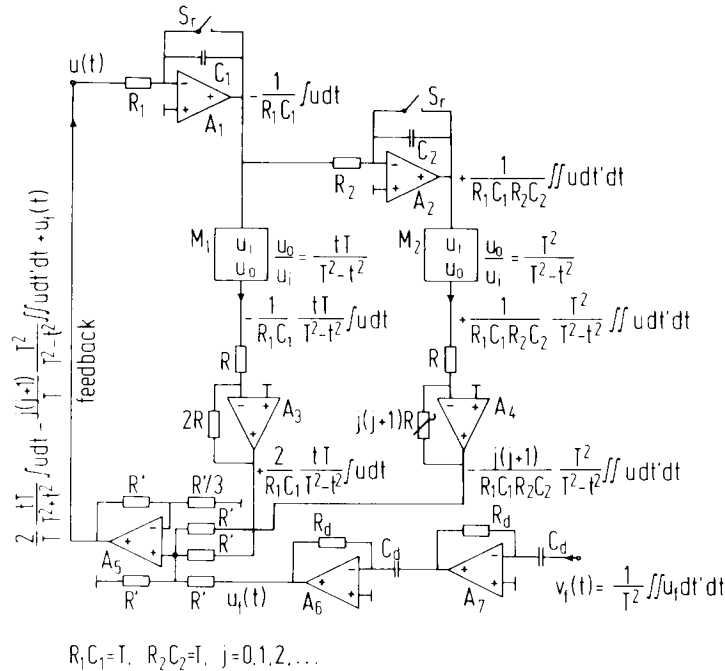 S_r
u(t)
C_1
R_1
A_1
- 1/(R_1C_1) ∫udt
S_r
C_2
R_2
A_2
+ 1/(R_1C_1R_2C_2) ∬udt'dt
M_1
u_i
u_o
u_o/u_i = tT/(T²-t²)
M_2
u_i
u_o
u_o/u_i = T²/(T²-t²)
- 1/(R_1C_1) tT/(T²-t²) ∫udt
+ 1/(R_1C_1R_2C_2) T²/(T²-t²) ∬udt'dt
R
R
2R
A_3
j(j+1)R
A_4
+ 2/(R_1C_1) tT/(T²-t²) ∫udt
- j(j+1)/(R_1C_1R_2C_2) T²/(T²-t²) ∬udt'dt
2/T tT/(T²+t²) ∫udt - j(j+1)/T T²/(T²-t²) ∬udt'dt + u_f(t)
feedback
R'
R'/3
R'
R'
A_5
R'
R'
u_f(t)
R_d
A_6
C_d
R_d
A_7
C_d
v_f(t) = 1/T² ∬u_fdt'dt
R_1C_1=T, R_2C_2=T, j=0,1,2,...